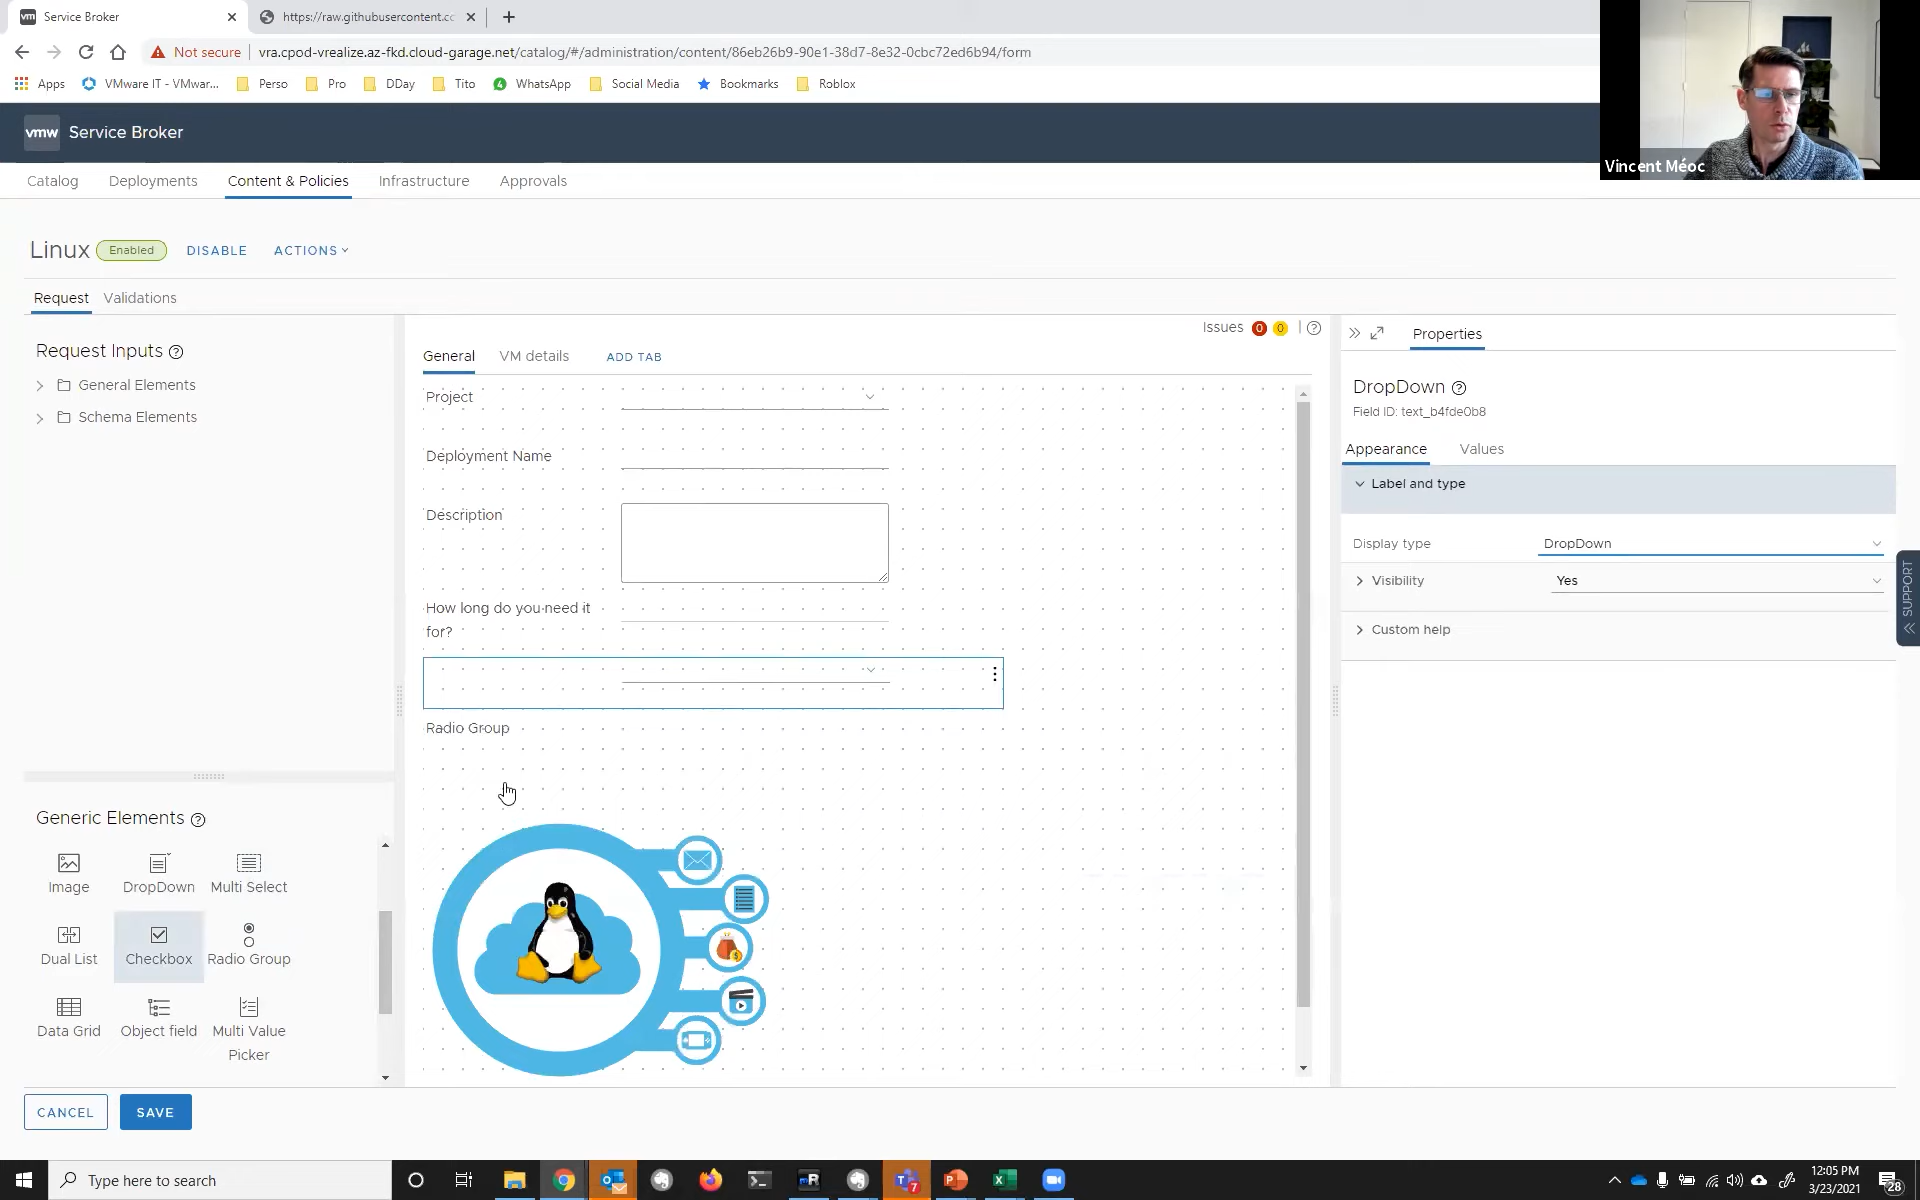 vm Service Broker
https://raw.githubusercontent.cc
Not secure vra.cpod-vrealize.az-fkd.cloud-garage.net/catalog/#/administration/content/86eb26b9-90e1-38d7-8e32-0cbc72ed6b94/form
Apps VMware IT - VMwar... Perso Pro DDay Tito 4 WhatsApp Social Media Bookmarks Roblox
vmw Service Broker
Vincent Méoc
Catalog Deployments Content & Policies Infrastructure Approvals
Linux Enabled DISABLE ACTIONS
Request Validations
Request Inputs
General Elements
Schema Elements
Generic Elements
Image DropDown Multi Select
Dual List Checkbox Radio Group
Data Grid Object field Multi Value
Picker
Issues 0 0
General VM details ADD TAB
Project
Deployment Name
Description
How long do you need it
for?
Radio Group
Properties
DropDown
Field ID: text_b4fde0b8
Appearance Values
Label and type
Display type DropDown
Visibility Yes
Custom help
SUPPORT
CANCEL SAVE
Type here to search
7
12:05 PM
3/23/2021
28